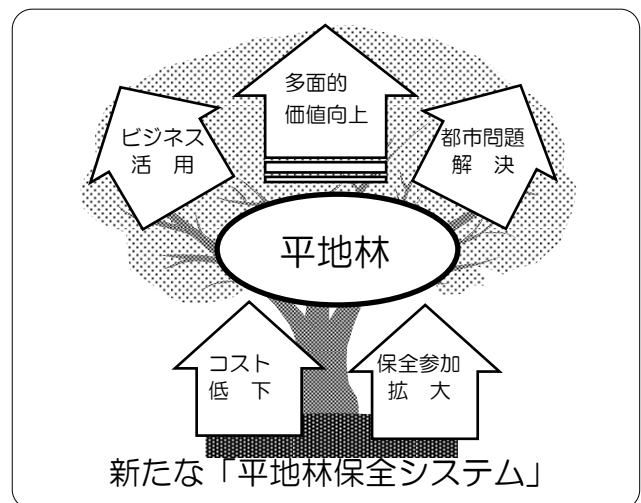 多面的
価値向上
ビジネス
活　用
都市問題
解　決
平地林
コスト
低　下
保全参加
拡　大
新たな「平地林保全システム」